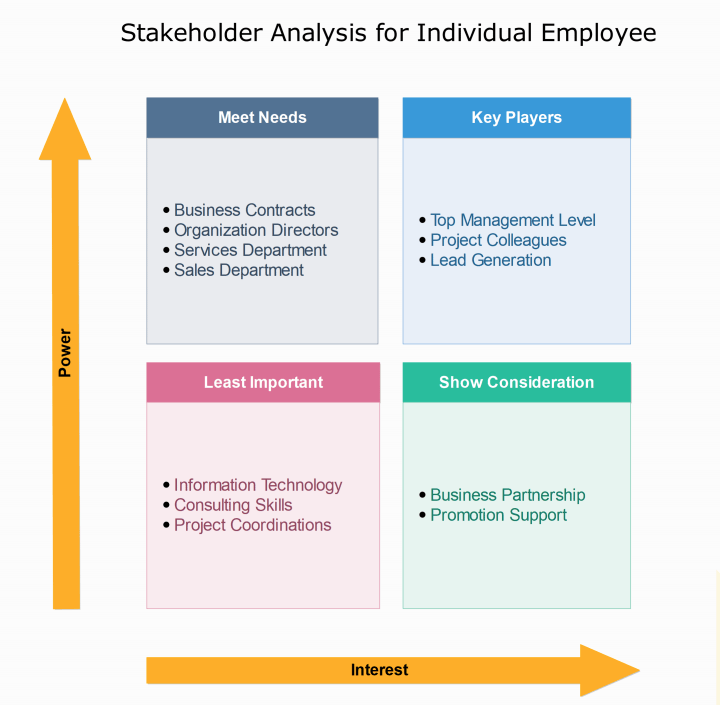 Stakeholder Analysis for Individual Employee
Power
Meet Needs
• Business Contracts
• Organization Directors
• Services Department
• Sales Department
Key Players
• Top Management Level
• Project Colleagues
• Lead Generation
Least Important
• Information Technology
• Consulting Skills
• Project Coordinations
Show Consideration
• Business Partnership
• Promotion Support
Interest